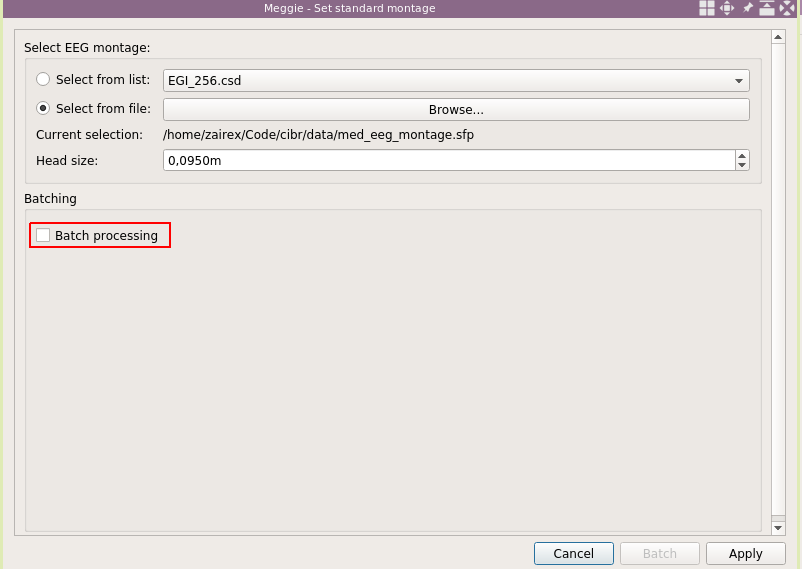 Meggie - Set standard montage
Select EEG montage:
Select from list: EGI_256.csd
Select from file: Browse...
Current selection: /home/zairex/Code/cibr/data/med_eeg_montage.sfp
Head size: 0,0950m
Batching
Batch processing
Cancel Batch Apply